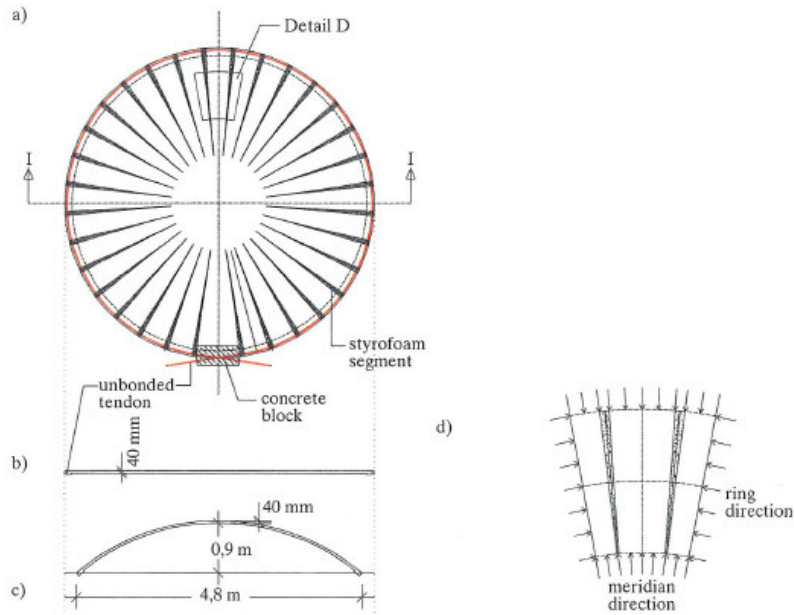 a)
Detail D
I
I
styrofoam
segment
unbonded
tendon
concrete
block
40 mm
b)
d)
40 mm
0,9 m
ring
direction
c)
4,8 m
meridian
direction